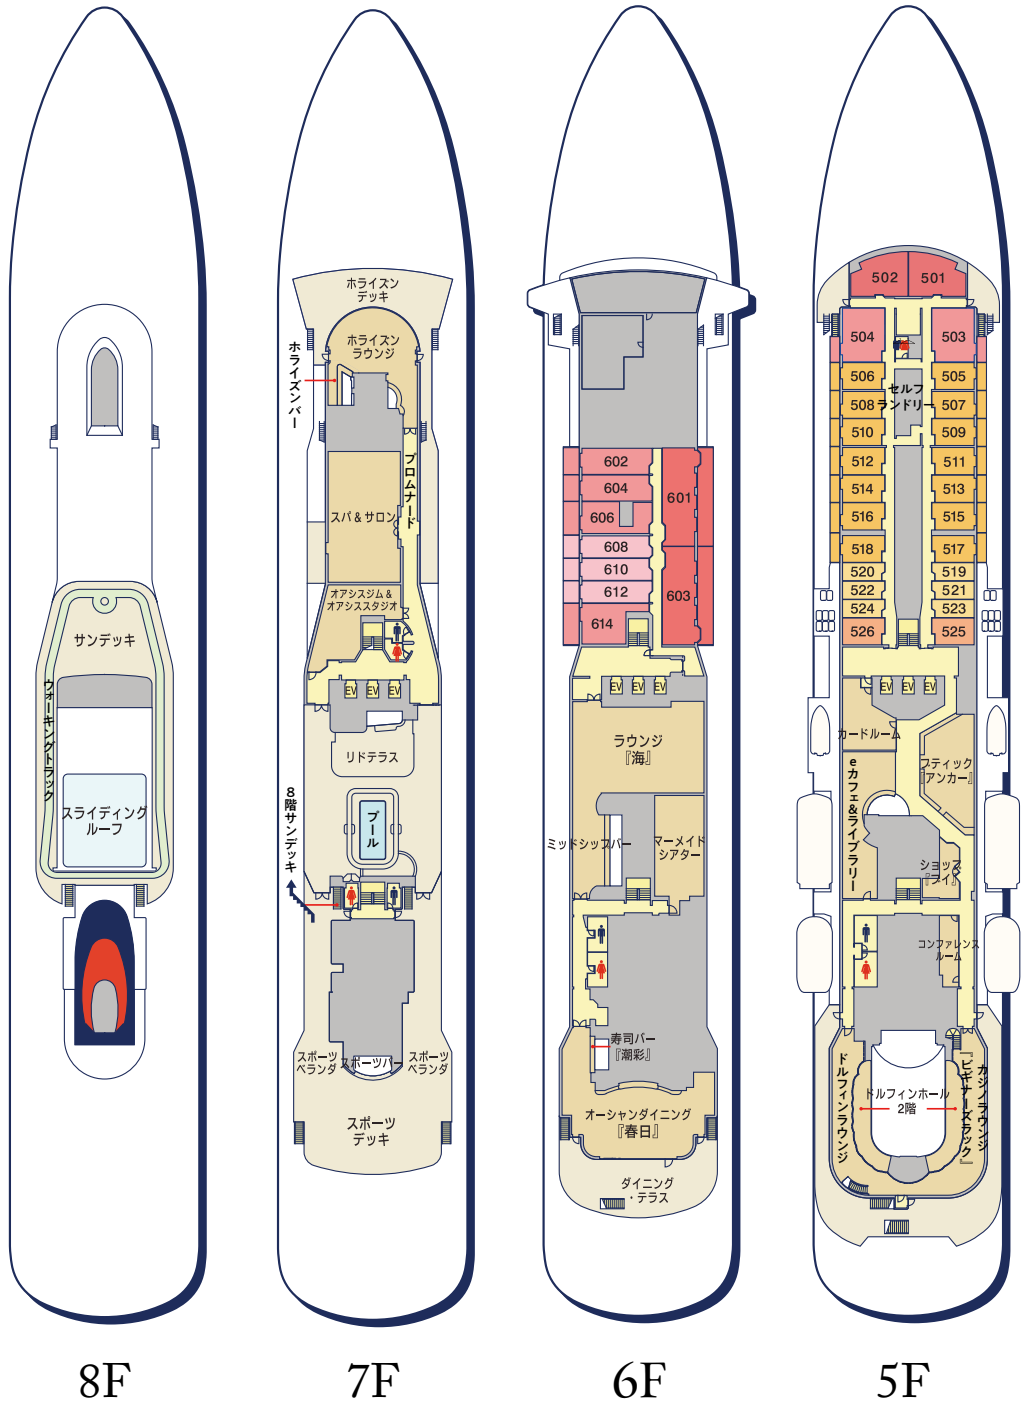 サンデッキ
ウォーキングトラック
スライディング
ルーフ
8F
ホライズン
デッキ
ホライズン
ラウンジ
ホライズンバー
プロムナード
スパ＆サロン
オアシスジム＆
オアシススタジオ
EV EV EV
リドテラス
プール
8階サンデッキ
スポーツ
ベランダ
スポーツバー
スポーツ
ベランダ
スポーツ
デッキ
7F
602
604
601
606
608
610
612
603
614
EV EV EV
ラウンジ
『海』
ミッドシップバー
マーメイド
シアター
寿司バー
『潮彩』
オーシャンダイニング
『春日』
ダイニング
・テラス
6F
502 501
504 503
506 505
セルフ
ランドリー
508 507
510 509
512 511
514 513
516 515
518 517
520 519
522 521
524 523
526 525
EV EV EV
カードルーム
スティック
『アンカー』
eカフェ&ライブラリー
ショップ
『ブイ』
コンファレンス
ルーム
ドルフィンラウンジ
ドルフィンホール
2階
『ビギナーズラック』
カジノラウンジ
5F